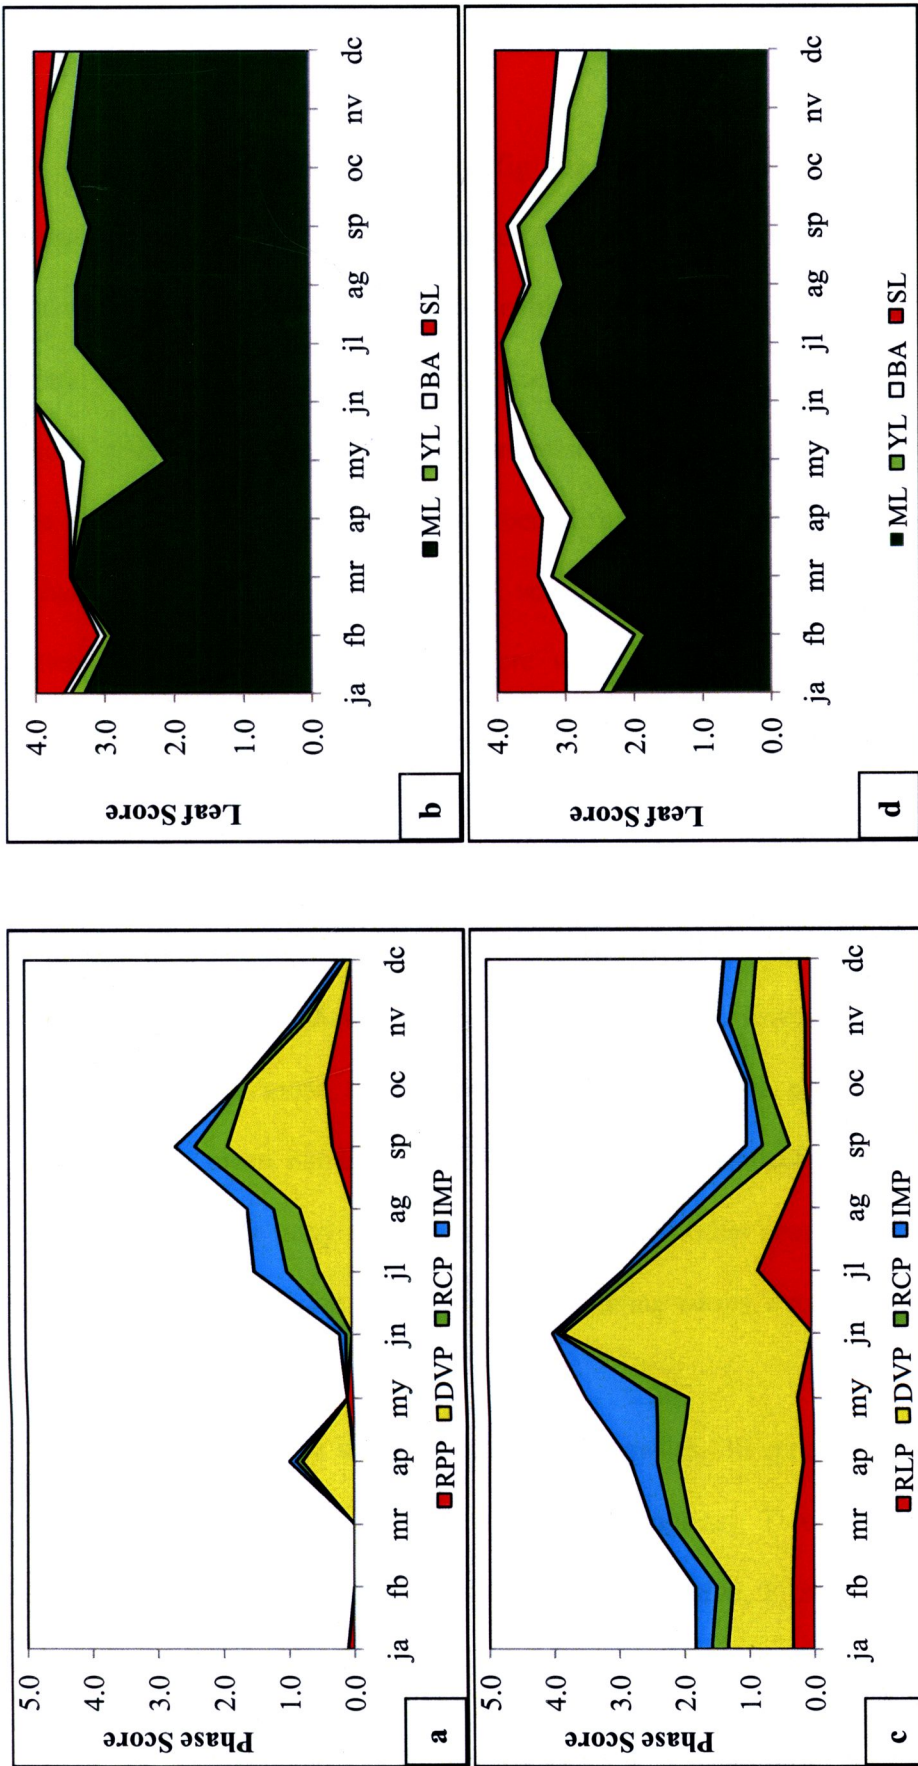 5.0
4.0
3.0
2.0
1.0
0.0
Phase Score
ja fb mr ap my jn jl ag sp oc nv dc
RPP DVP RCP IMP
a
4.0
3.0
2.0
1.0
0.0
Leaf Score
ja fb mr ap my jn jl ag sp oc nv dc
ML YL BA SL
b
5.0
4.0
3.0
2.0
1.0
0.0
Phase Score
ja fb mr ap my jn jl ag sp oc nv dc
RLP DVP RCP IMP
c
4.0
3.0
2.0
1.0
0.0
Leaf Score
ja fb mr ap my jn jl ag sp oc nv dc
ML YL BA SL
d